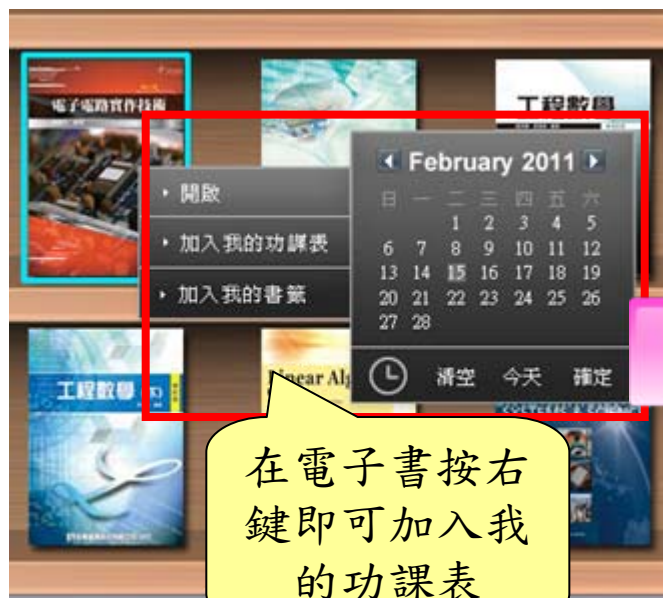 電子電路實作技術
工程數學
February 2011
開啟
日 一 二 三 四 五 六
1 2 3 4 5
加入我的功課表
6 7 8 9 10 11 12
13 14 15 16 17 18 19
加入我的書籤
20 21 22 23 24 25 26
27 28
清空 今天 確定
工程數學
Linear Al
在電子書按右
鍵即可加入我
的功課表